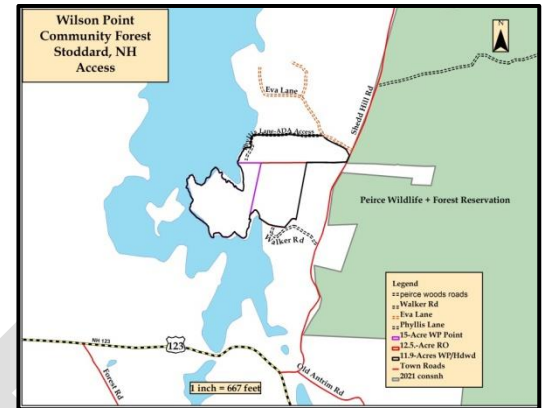 Wilson Point
Community Forest
Stoddard, NH
Access
N
Eva Lane
Shedd Hill Rd
Lane-ADA Access
Peirce Wildlife + Forest Reservation
Walker Rd
Legend
peirce woods roads
Walker Rd
Eva Lane
Phyllis Lane
15-Acre WP Point
12.5.-Acre RO
11.9-Acres WP/Hdwd
Town Roads
2021 consnh
NH 123
123
Forest Rd
1 inch = 667 feet
Old Antrim Rd